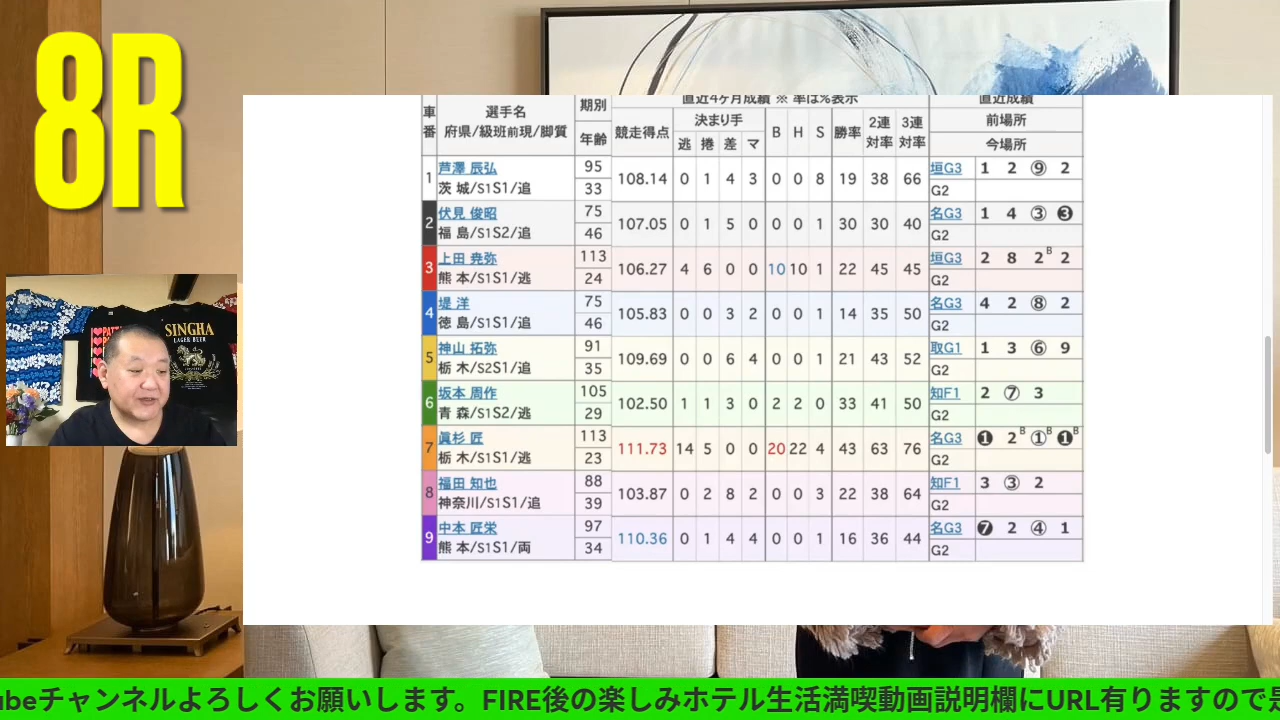 8R
車番
選手名
府県/級班前現/脚質
期別
年齢
直近4ヶ月成績 ※ 率は%表示
競走得点
決まり手
逃 捲 差 マ
B H S 勝率 2連対率 3連対率
直近成績
前場所
今場所
1 芦澤 辰弘 95 108.14 0 1 4 3 0 0 8 19 38 66 垣G3 1 2 ⑨ 2
茨 城/S1S1/追 33 G2
2 伏見 俊昭 75 107.05 0 1 5 0 0 0 1 30 30 40 名G3 1 4 ③ ❸
福 島/S1S2/追 46 G2
3 上田 尭弥 113 106.27 4 6 0 0 10 10 1 22 45 45 垣G3 2 8 2B 2
熊 本/S1S1/逃 24 G2
4 堤 洋 75 105.83 0 0 3 2 0 0 1 14 35 50 名G3 4 2 ⑧ 2
徳 島/S1S1/追 46 G2
5 神山 拓弥 91 109.69 0 0 6 4 0 0 1 21 43 52 取G1 1 3 ⑥ 9
栃 木/S2S1/追 35 G2
6 坂本 周作 105 102.50 1 1 3 0 2 2 0 33 41 50 知F1 2 ⑦ 3
青 森/S1S2/逃 29 G2
7 眞杉 匠 113 111.73 14 5 0 0 20 22 4 43 63 76 名G3 ❶ 2B ①B ❶B
栃 木/S1S1/逃 23 G2
8 福田 知也 88 103.87 0 2 8 2 0 0 3 22 38 64 知F1 3 ③ 2
神奈川/S1S1/追 39 G2
9 中本 匠栄 97 110.36 0 1 4 4 0 0 1 16 36 44 名G3 ❼ 2 ④ 1
熊 本/S1S1/両 34 G2
SINGHA
LAGER BEER
ubeチャンネルよろしくお願いします。FIRE後の楽しみホテル生活満喫動画説明欄にURL有りますので是